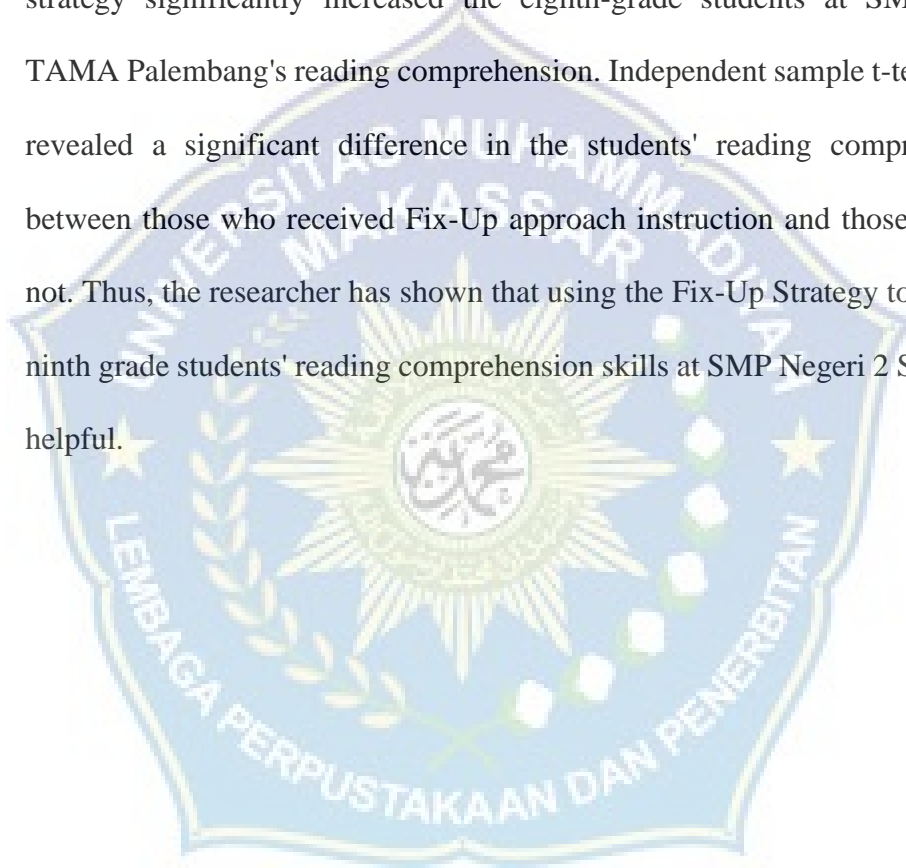 strategy significantly increased the eighth-grade students at SM
TAMA Palembang's reading comprehension. Independent sample t-te
revealed a significant difference in the students' reading compr
between those who received Fix-Up approach instruction and those
not. Thus, the researcher has shown that using the Fix-Up Strategy to
ninth grade students' reading comprehension skills at SMP Negeri 2 S
helpful.
UNIVERSITAS MUHAMMADIYAH
MAKASSAR
LEMBAGA PERPUSTAKAAN DAN PENERBITAN